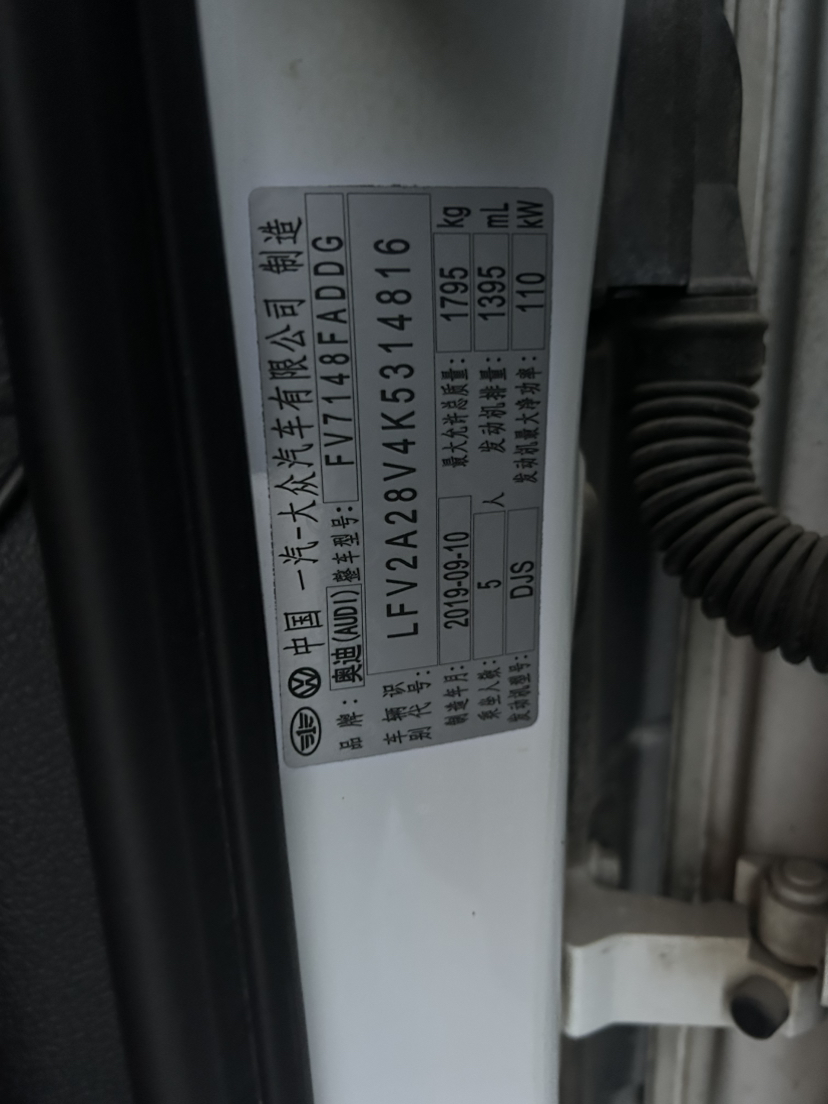 中国 一汽-大众汽车有限公司 制造
品牌: 奥迪(AUDI) 整车型号: FV7148FADDG
车辆识别代号: LFV2A28V4K5314816
制造年月: 2019-09-10 最大允许总质量: 1795 kg
乘坐人数: 5 人 发动机排量: 1395 mL
发动机型号: DJS 发动机最大净功率: 110 kW